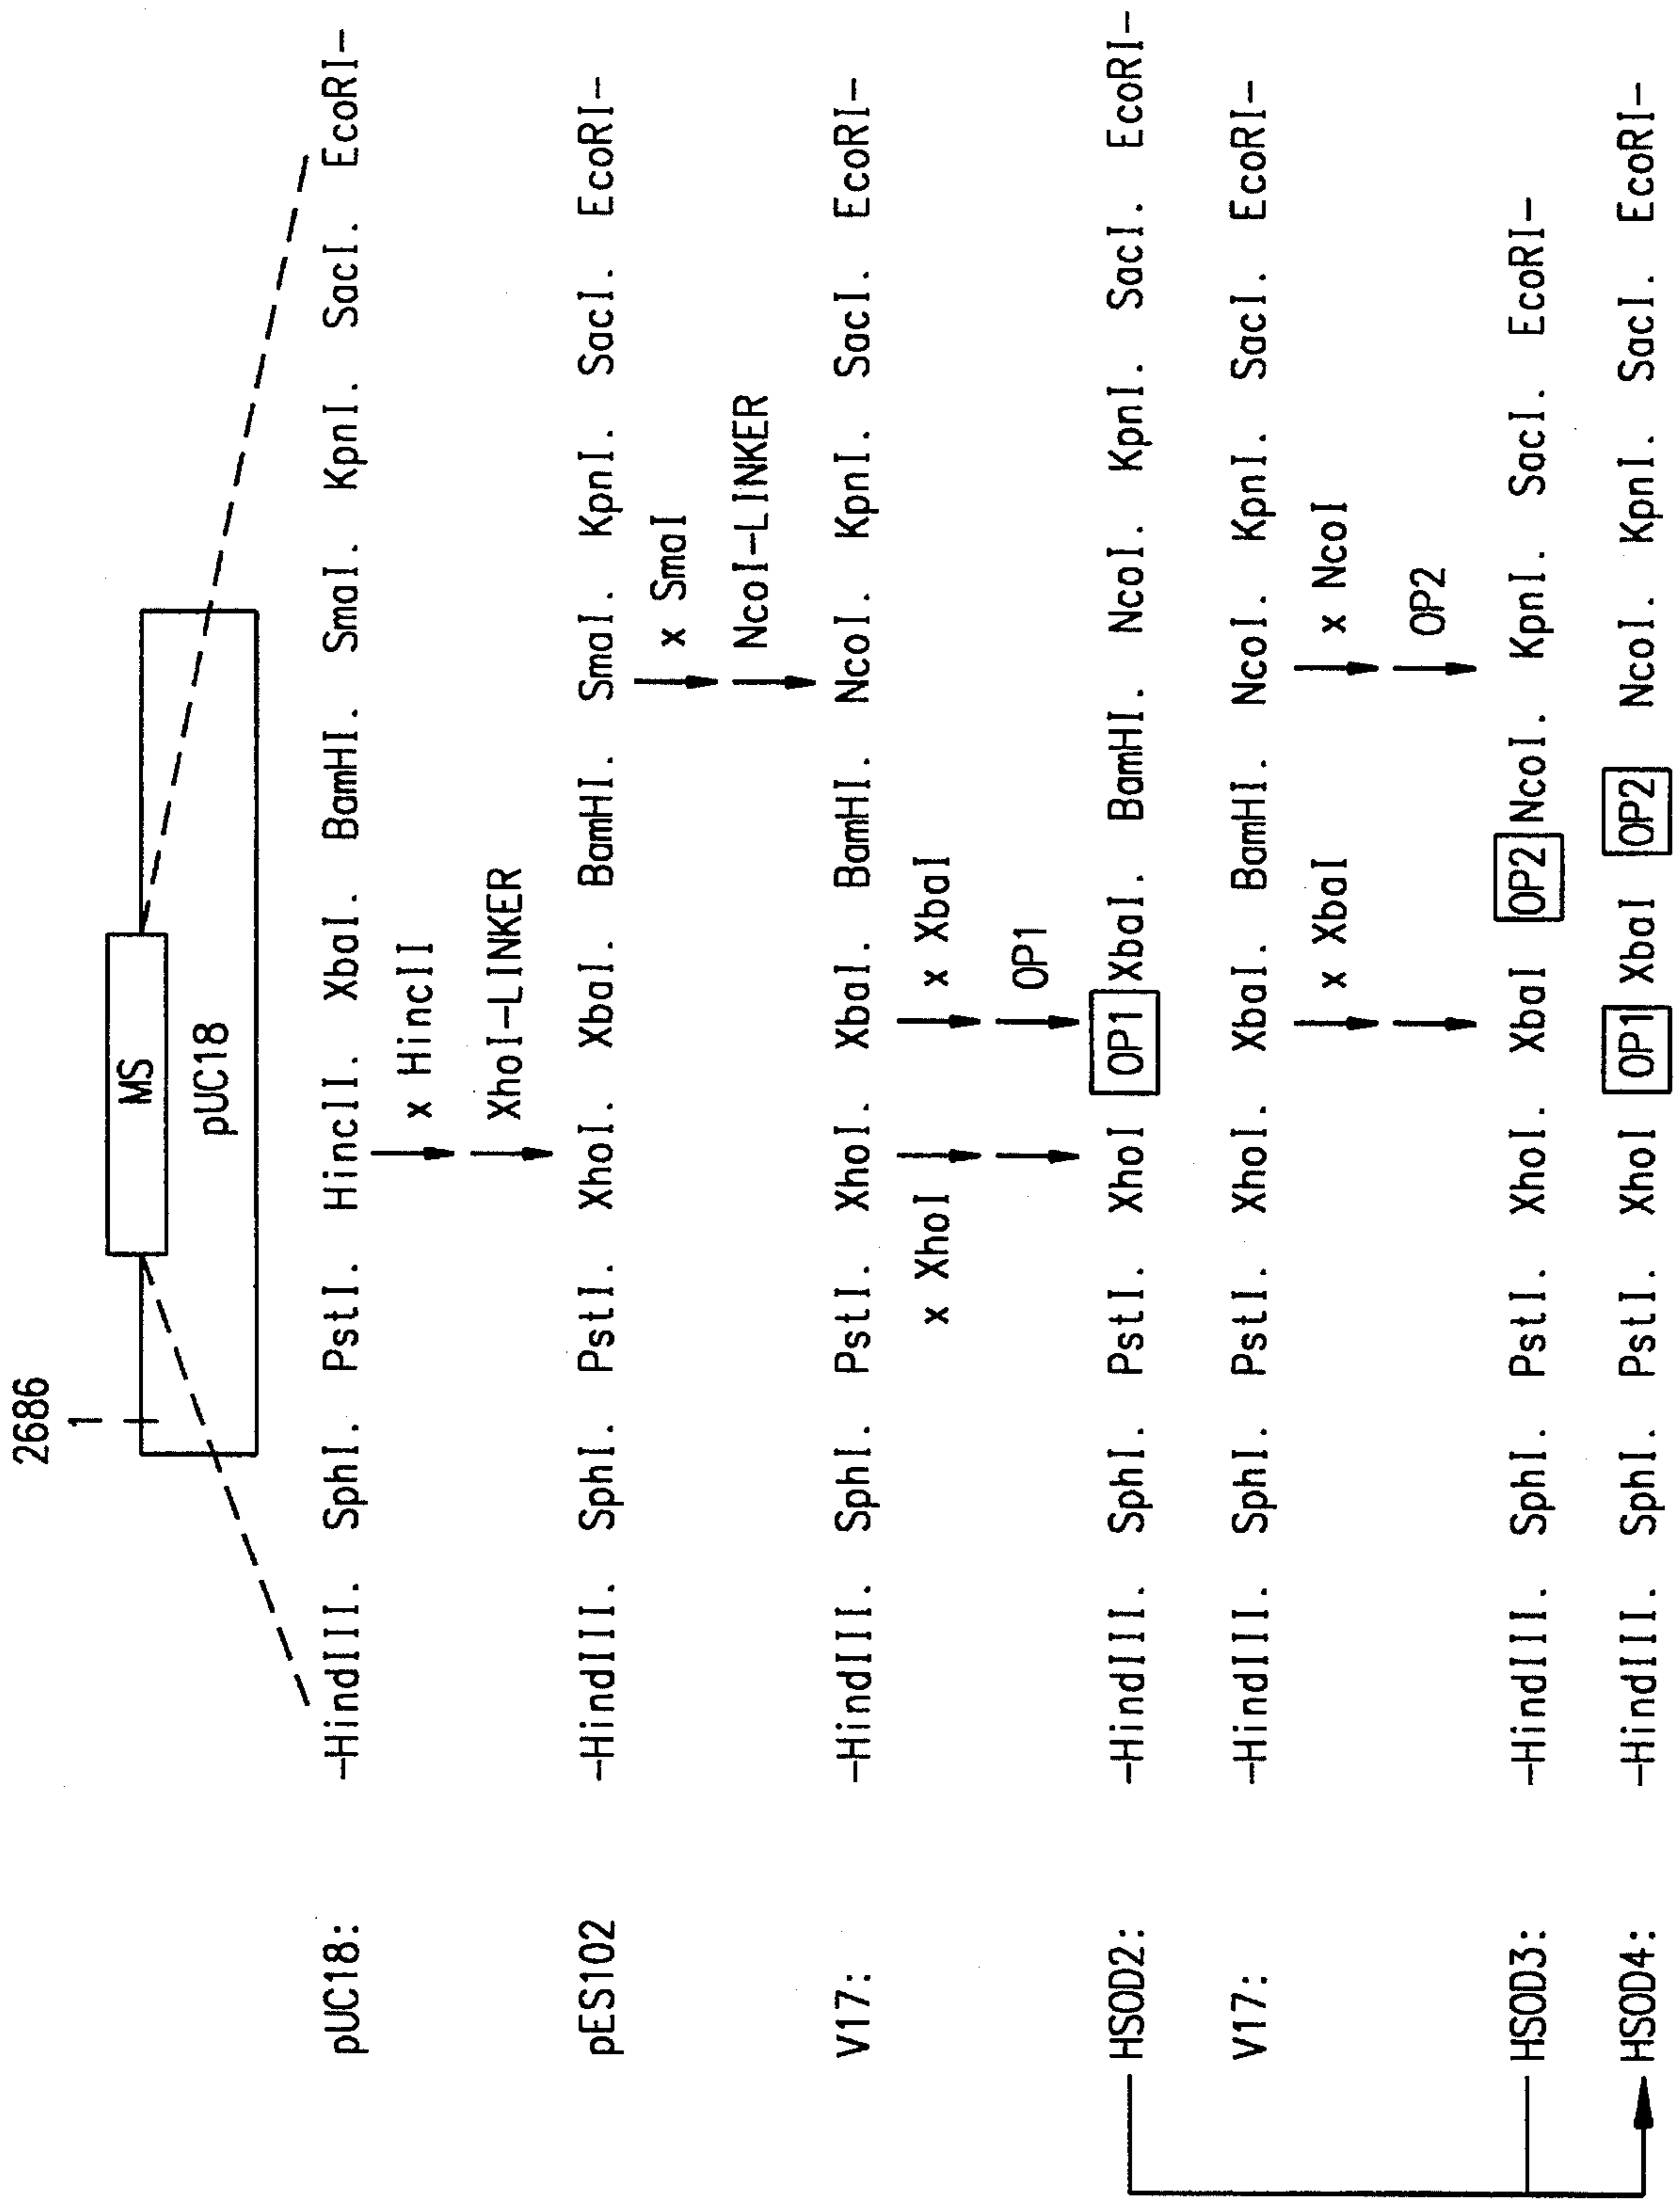 2686
1
MS
pUC18
pUC18: -HindIII. SphI. PstI. HincII. XbaI. BamHI. SmaI. KpnI. SacI. EcoRI-
x HincII
XhoI-LINKER
pES102 -HindIII. SphI. PstI. XhoI. XbaI. BamHI. SmaI. KpnI. SacI. EcoRI-
x SmaI
NcoI-LINKER
V17: -HindIII. SphI. PstI. XhoI. XbaI. BamHI. NcoI. KpnI. SacI. EcoRI-
x XhoI x XbaI
OP1
HSOD2: -HindIII. SphI. PstI. XhoI OP1 XbaI. BamHI. NcoI. KpnI. SacI. EcoRI-
V17: -HindIII. SphI. PstI. XhoI. XbaI. BamHI. NcoI. KpnI. SacI. EcoRI-
x XbaI x NcoI
OP2
HSOD3: -HindIII. SphI. PstI. XhoI. XbaI OP2 NcoI. KpnI. SacI. EcoRI-
HSOD4: -HindIII. SphI. PstI. XhoI OP1 XbaI OP2 NcoI. KpnI. SacI. EcoRI-